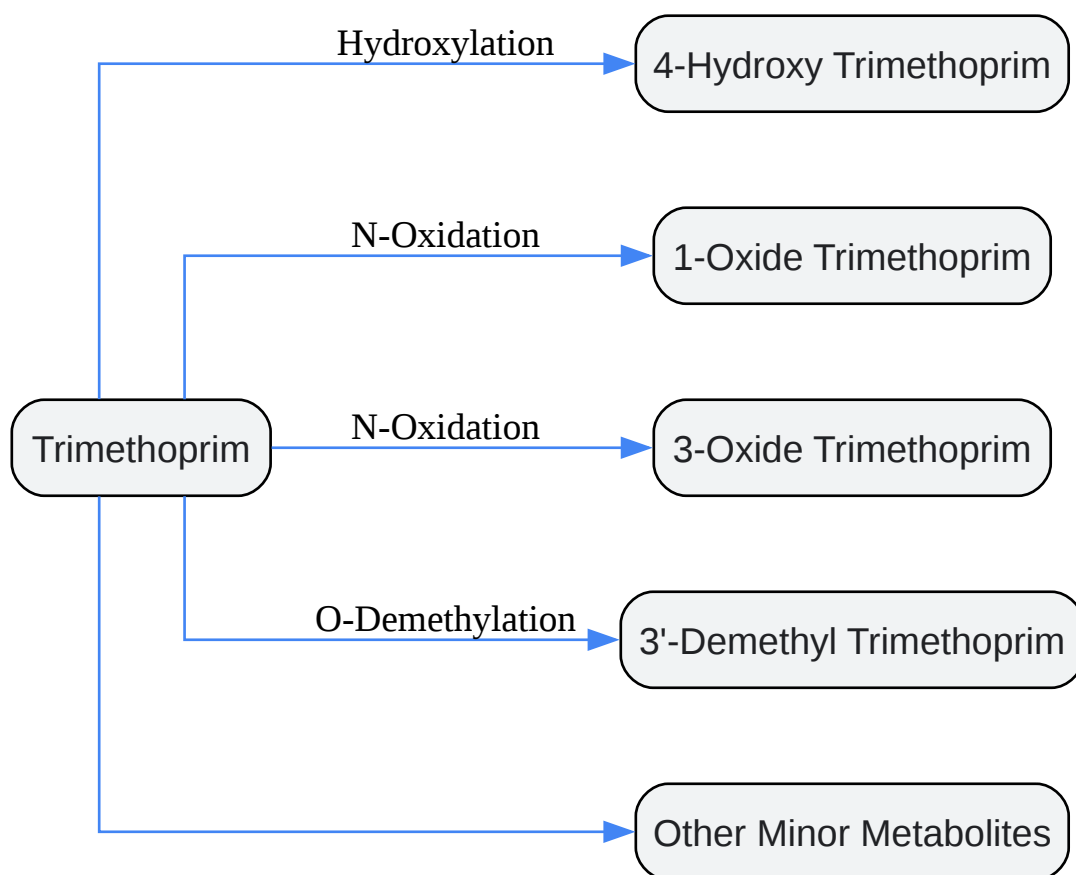 Hydroxylation
4-Hydroxy Trimethoprim
N-Oxidation
1-Oxide Trimethoprim
Trimethoprim
N-Oxidation
3-Oxide Trimethoprim
O-Demethylation
3'-Demethyl Trimethoprim
Other Minor Metabolites